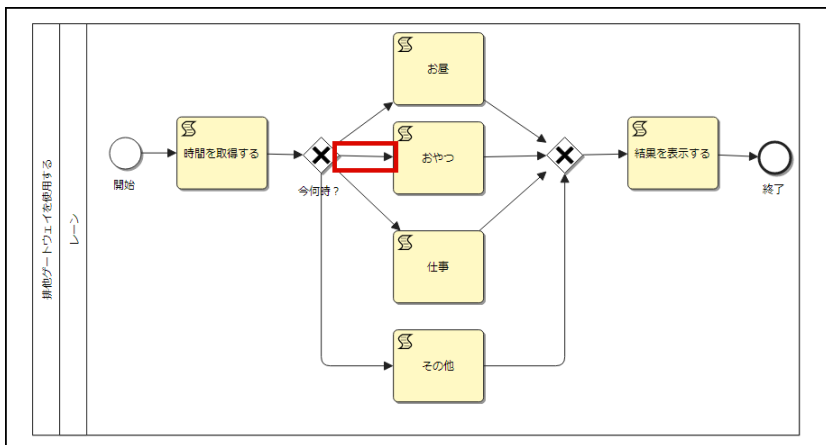 排他ゲートウェイを使用する
レーン
開始
時間を取得する
今何時？
お昼
おやつ
仕事
その他
結果を表示する
終了